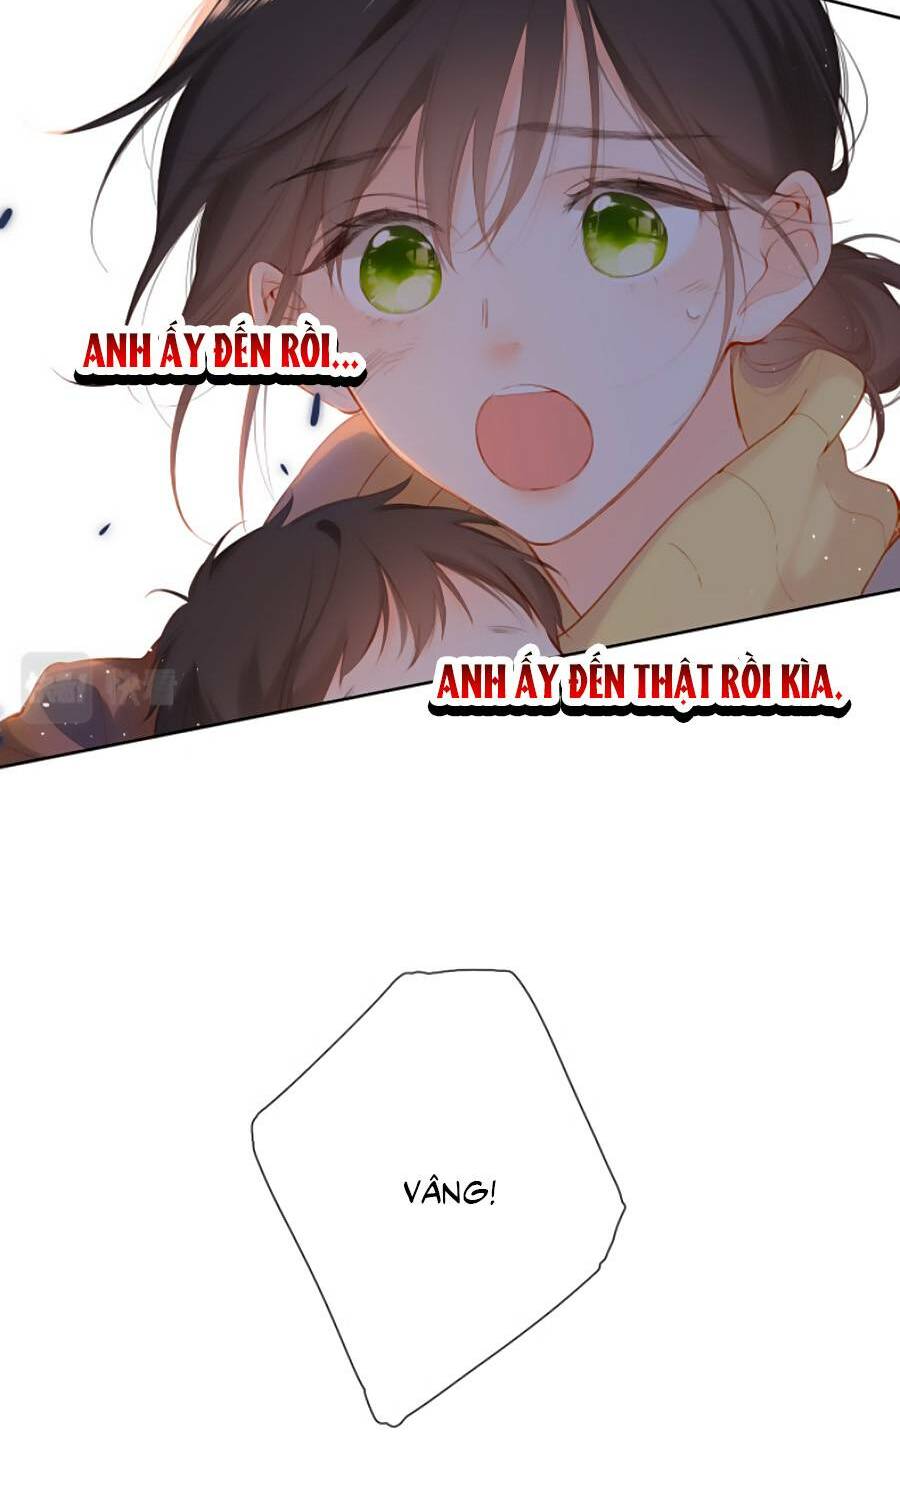 ANH ẤY ĐẾN RỒI...
ANH ẤY ĐẾN THẬT RỒI KÌA.
VÂNG!